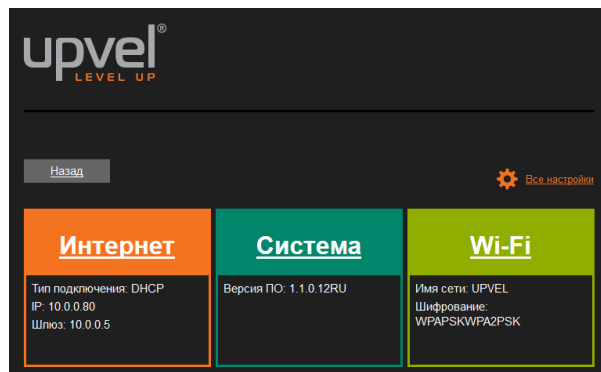 upvel®
LEVEL UP
Назад
Все настройки
Интернет
Система
Wi-Fi
Тип подключения: DHCP
IP: 10.0.0.80
Шлюз: 10.0.0.5
Версия ПО: 1.1.0.12RU
Имя сети: UPVEL
Шифрование:
WPAPSKWPA2PSK